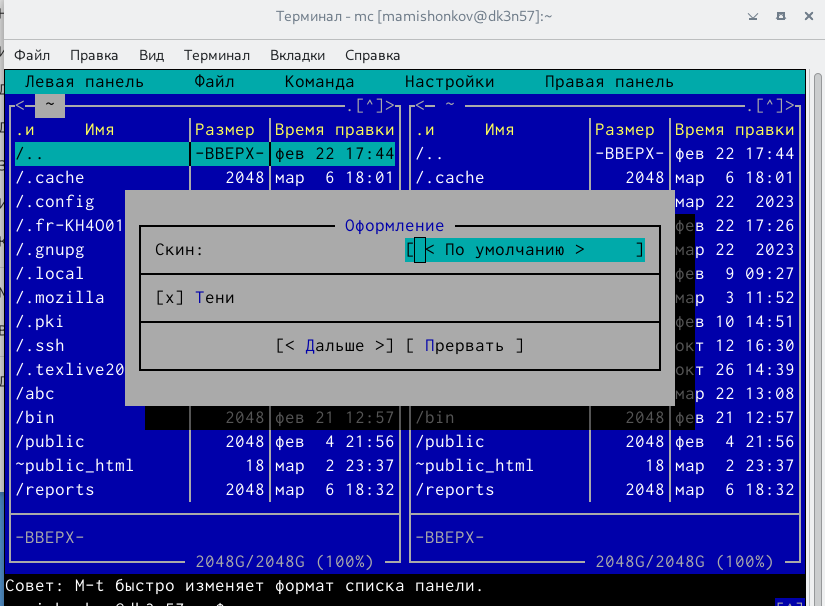 Терминал - mc [mamishonkov@dk3n57]:~
Файл Правка Вид Терминал Вкладки Справка
Левая панель Файл Команда Настройки Правая панель
<─ ~ .[^]> <─ ~ .[^]>
.и Имя Размер Время правки .и Имя Размер Время правки
/.. -ВВЕРХ- фев 22 17:44 /.. -ВВЕРХ- фев 22 17:44
/.cache 2048 мар 6 18:01 /.cache 2048 мар 6 18:01
/.config мар 22 2023
/.fr-KH4O01 фев 22 17:26
Оформление
/.gnupg мар 22 2023
Скин: [ < По умолчанию > ]
/.local фев 9 09:27
/.mozilla мар 3 11:52
[x] Тени
/.pki фев 10 14:51
/.ssh окт 12 16:30
[< Дальше >] [ Прервать ]
/.texlive20 окт 26 14:39
/abc мар 22 13:08
/bin 2048 фев 21 12:57 /bin 2048 фев 21 12:57
/public 2048 фев 4 21:56 /public 2048 фев 4 21:56
~public_html 18 мар 2 23:37 ~public_html 18 мар 2 23:37
/reports 2048 мар 6 18:32 /reports 2048 мар 6 18:32
-ВВЕРХ- -ВВЕРХ-
2048G/2048G (100%) 2048G/2048G (100%)
Совет: M-t быстро изменяет формат списка панели.